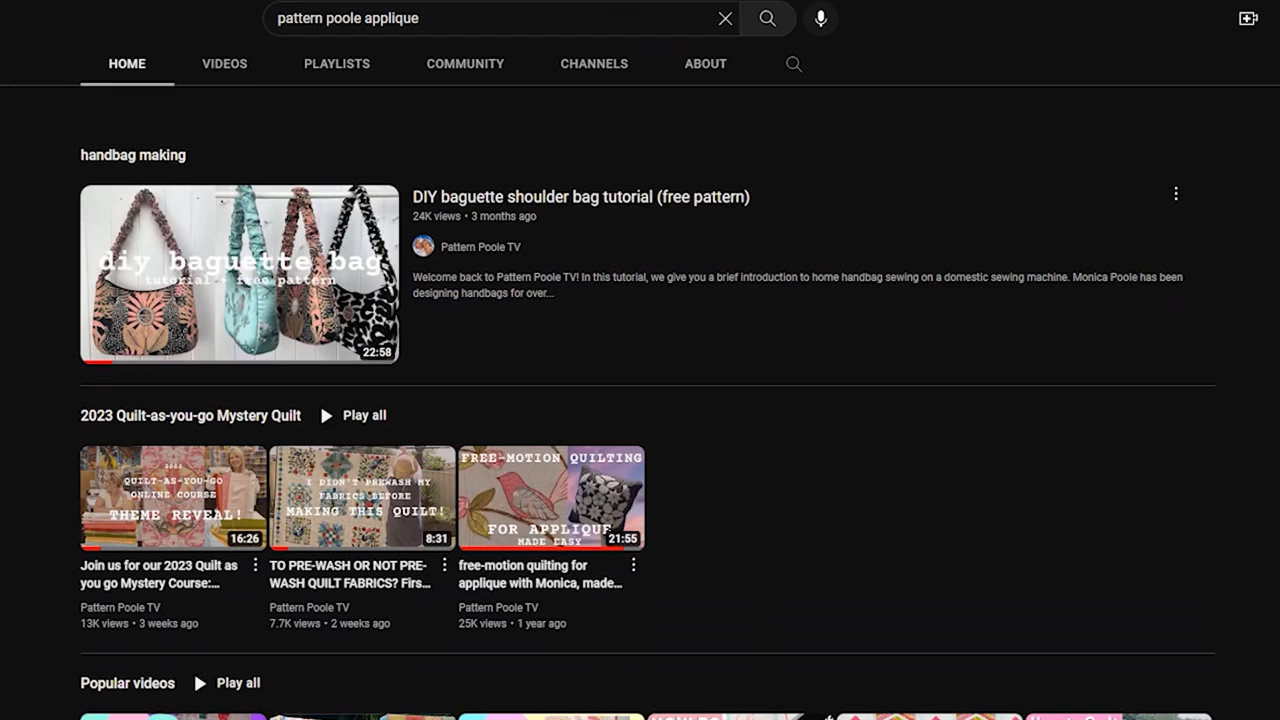 pattern poole applique
HOME VIDEOS PLAYLISTS COMMUNITY CHANNELS ABOUT
handbag making
diy baguette bag
tutorial + free pattern
22:58
DIY baguette shoulder bag tutorial (free pattern)
24K views • 3 months ago
Pattern Poole TV
Welcome back to Pattern Poole TV! In this tutorial, we give you a brief introduction to home handbag sewing on a domestic sewing machine. Monica Poole has been
designing handbags for over...
2023 Quilt-as-you-go Mystery Quilt Play all
2023
QUILT-AS-YOU-GO
ONLINE COURSE
THEME REVEAL!
16:26
I DIDN'T PREWASH MY
FABRICS BEFORE
MAKING THIS QUILT!
8:31
FREE-MOTION QUILTING
FOR APPLIQUE
MADE EASY
21:55
Join us for our 2023 Quilt as
you go Mystery Course:...
Pattern Poole TV
13K views • 3 weeks ago
TO PRE-WASH OR NOT PRE-
WASH QUILT FABRICS? Firs...
Pattern Poole TV
7.7K views • 2 weeks ago
free-motion quilting for
applique with Monica, made...
Pattern Poole TV
25K views • 1 year ago
Popular videos Play all